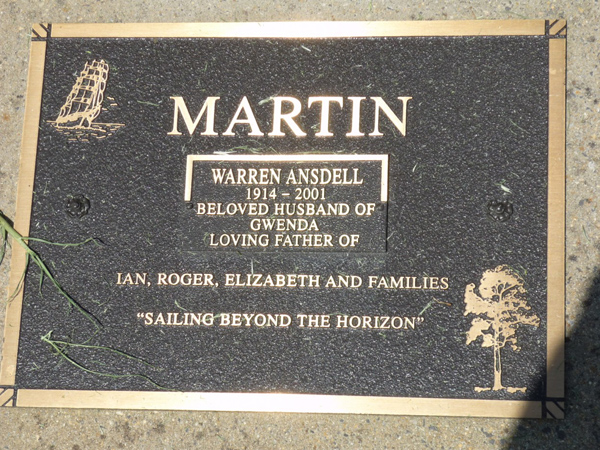 MARTIN
WARREN ANSDELL
1914 – 2001
BELOVED HUSBAND OF
GWENDA
LOVING FATHER OF
IAN, ROGER, ELIZABETH AND FAMILIES
“SAILING BEYOND THE HORIZON”